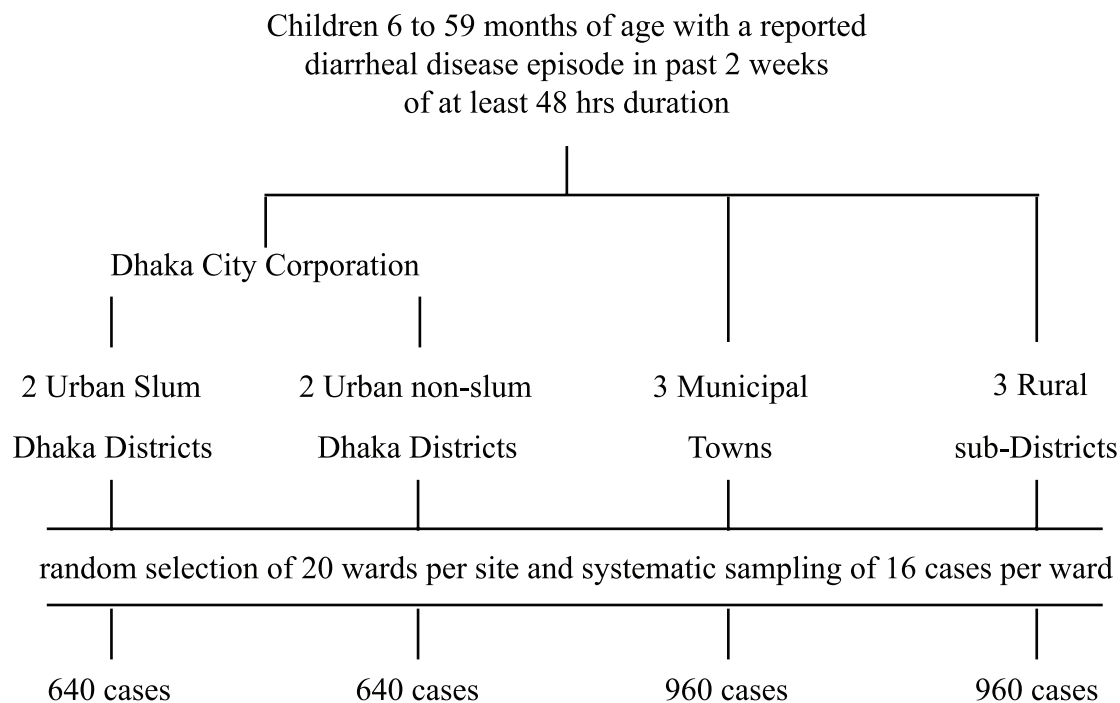 Children 6 to 59 months of age with a reported
diarrheal disease episode in past 2 weeks
of at least 48 hrs duration
Dhaka City Corporation
2 Urban Slum
Dhaka Districts
2 Urban non-slum
Dhaka Districts
3 Municipal
Towns
3 Rural
sub-Districts
random selection of 20 wards per site and systematic sampling of 16 cases per ward
640 cases
640 cases
960 cases
960 cases